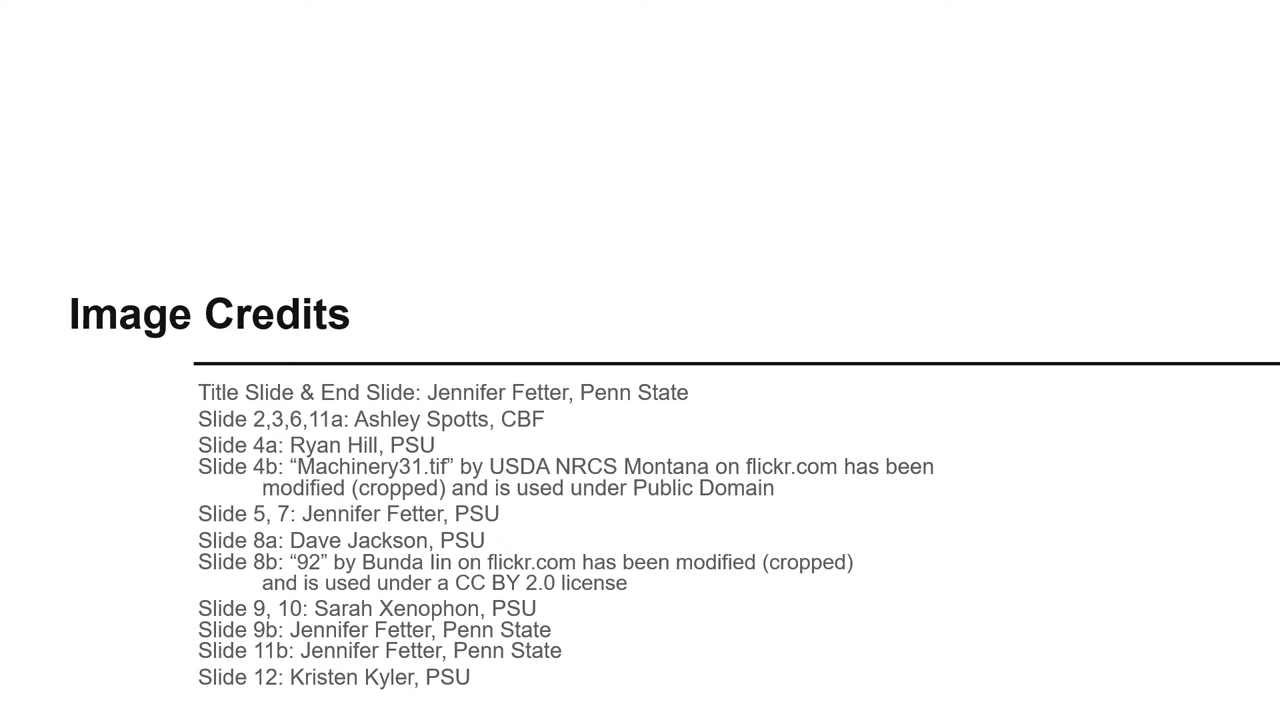 Image Credits
Title Slide & End Slide: Jennifer Fetter, Penn State
Slide 2,3,6,11a: Ashley Spotts, CBF
Slide 4a: Ryan Hill, PSU
Slide 4b: “Machinery31.tif” by USDA NRCS Montana on flickr.com has been
modified (cropped) and is used under Public Domain
Slide 5, 7: Jennifer Fetter, PSU
Slide 8a: Dave Jackson, PSU
Slide 8b: “92” by Bunda Iin on flickr.com has been modified (cropped)
and is used under a CC BY 2.0 license
Slide 9, 10: Sarah Xenophon, PSU
Slide 9b: Jennifer Fetter, Penn State
Slide 11b: Jennifer Fetter, Penn State
Slide 12: Kristen Kyler, PSU